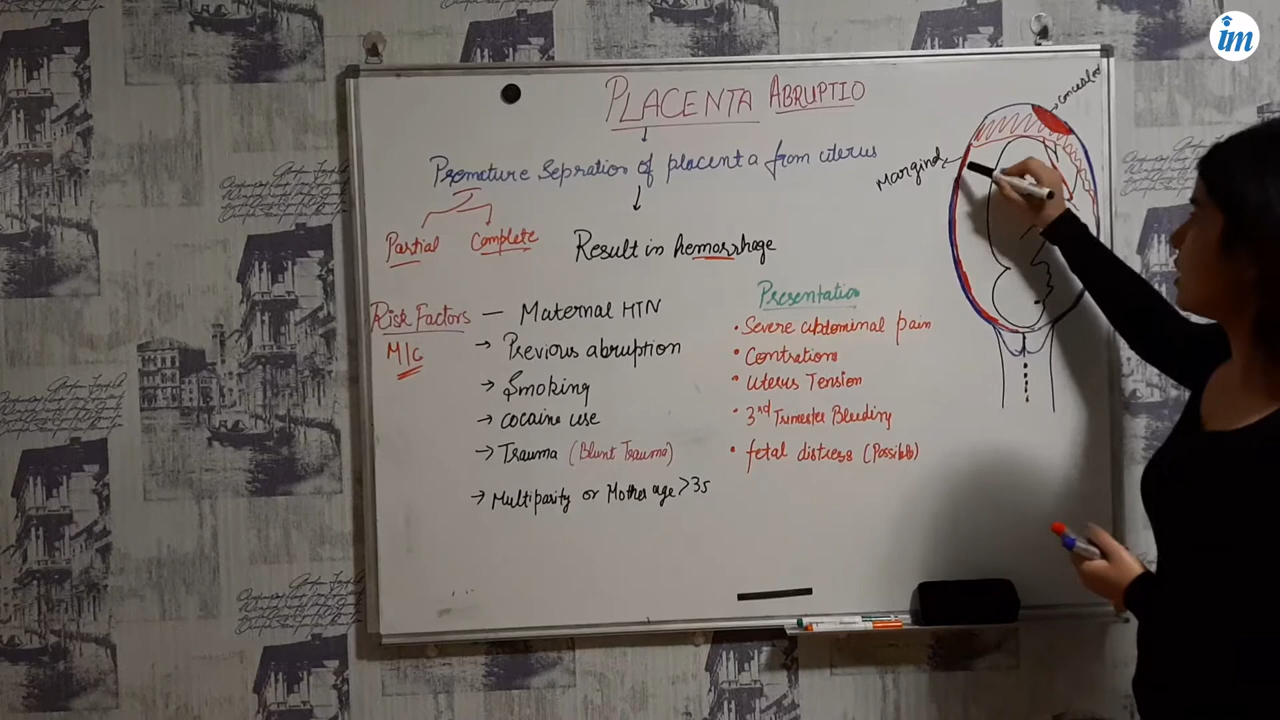 PLACENTA ABRUPTIO
Premature Sepration of placenta from uterus
Partial Complete
Result in hemorrhage
Risk Factors — Maternal HTN
M/C
→ Previous abruption
→ Smoking
→ cocaine use
→ Trauma (Blunt Trauma)
→ Multiparity or Mother age >35
Presentation
• Severe abdominal pain
• Contrations
• Uterus Tension
• 3rd Trimester Bleeding
• fetal distress (Possible)
Marginal
concealed
im